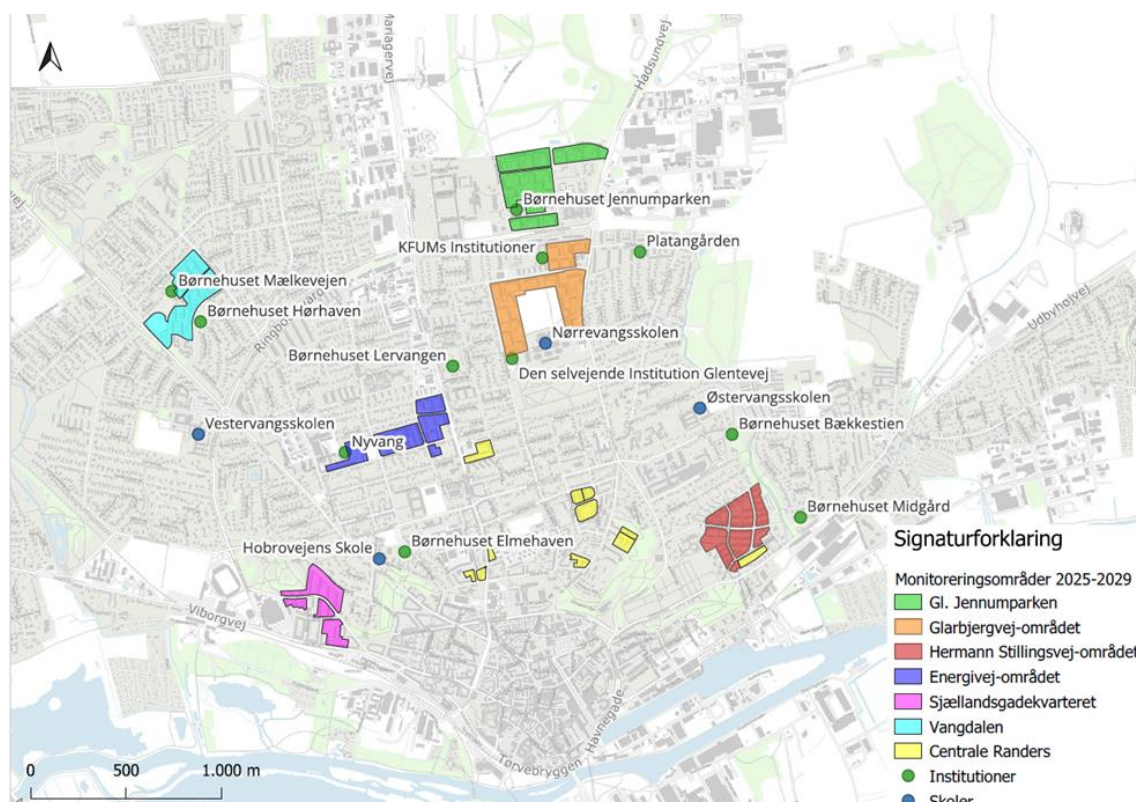 Mariagervej
Hadsundvej
Børnehuset Jennumparken
KFUMs Institutioner
Platangården
Børnehuset Mælkevejen
Børnehuset Hørhaven
Udbyhøjvej
Nørrevangsskolen
Børnehuset Lervangen
Den selvejende Institution Glentevej
Østervangsskolen
Vestervangsskolen
Børnehuset Bækkestien
Nyvang
Børnehuset Midgård
Hobrovejens Skole
Børnehuset Elmehaven
Viborgvej
Havnegade
Tørvebryggen
0 500 1.000 m
Signaturforklaring
Monitoreringsområder 2025-2029
Gl. Jennumparken
Glarbjergvej-området
Hermann Stillingsvej-området
Energivej-området
Sjællandsgadekvarteret
Vangdalen
Centrale Randers
Institutioner
Skoler